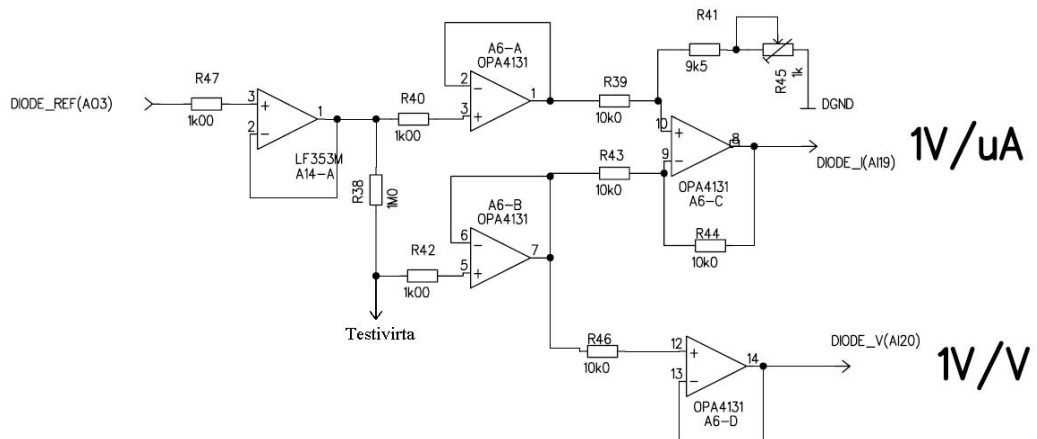 R41
A6-A
OPA4131
R47
R39
9k5
R45
1k
DIODE_REF(AO3)
3
1
R40
2
1
DGND
1k00
2
3
10k0
10
8
DIODE_I(AI19)
1V/uA
1k00
LF353M
A14-A
R43
9
R38
1M0
A6-B
OPA4131
10k0
OPA4131
A6-C
R42
6
7
R44
5
10k0
1k00
Testivirta
R46
12
14
DIODE_V(AI20)
1V/V
10k0
13
OPA4131
A6-D